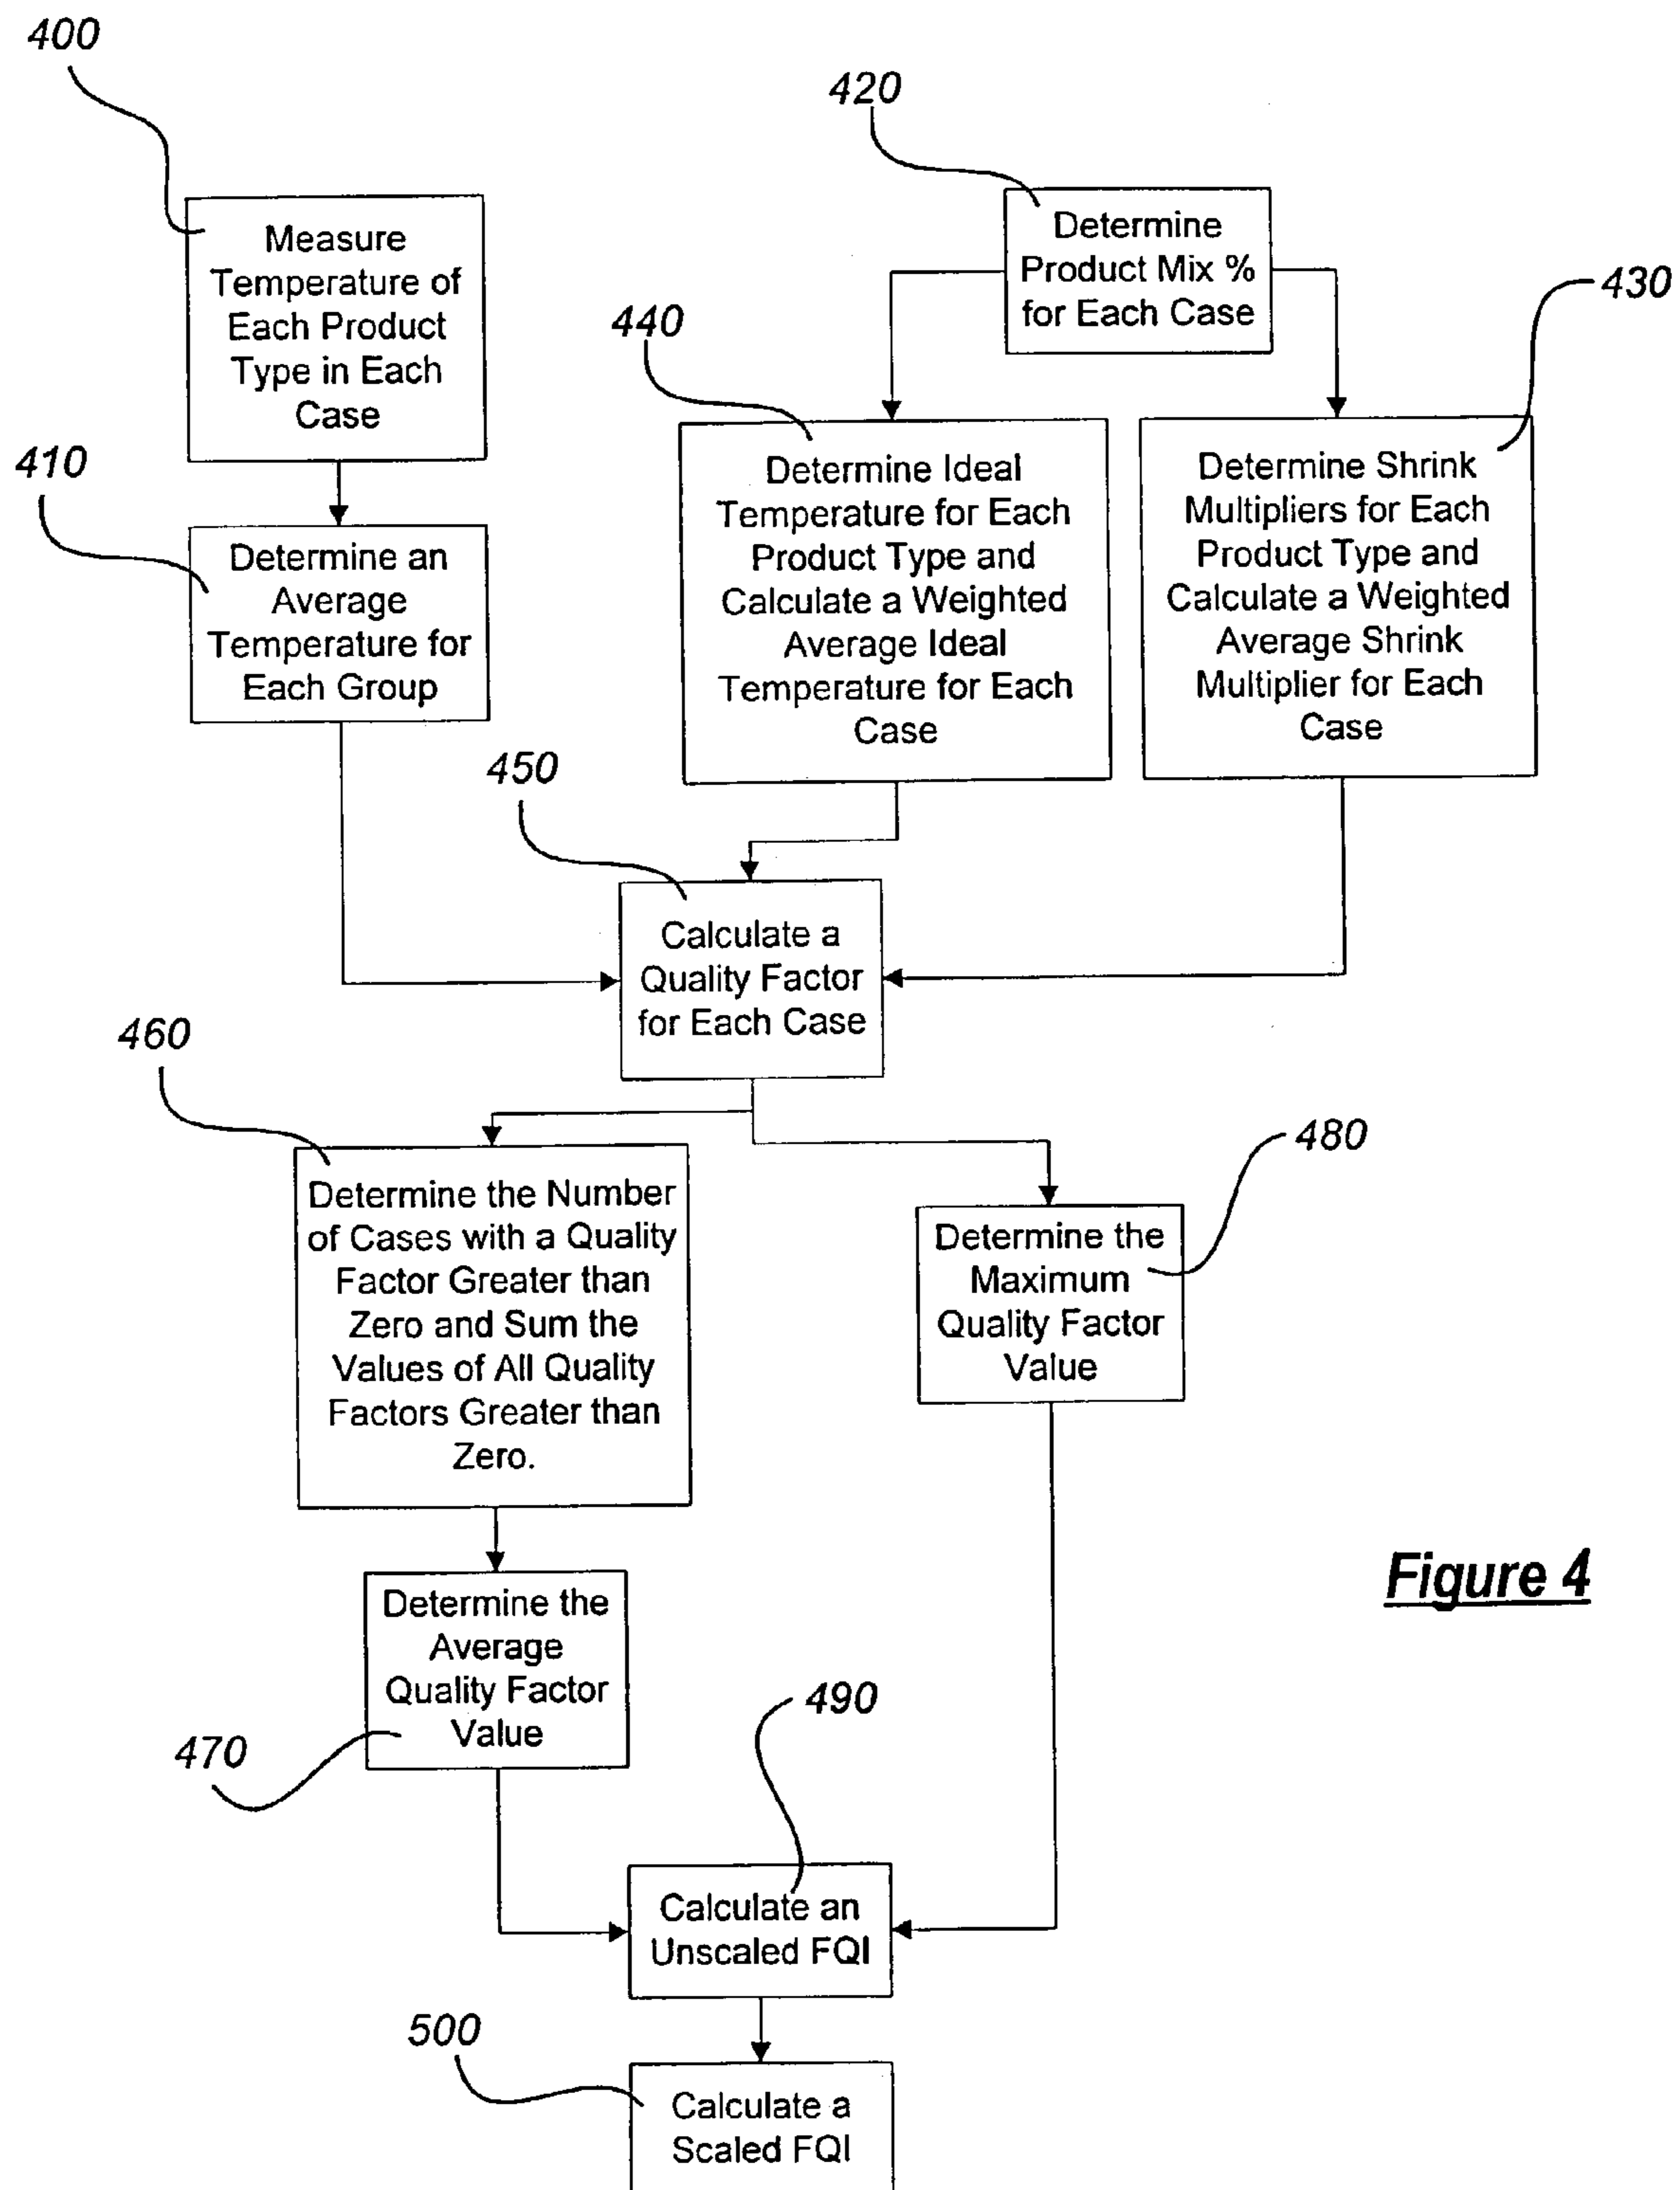 400
420
Measure
Temperature of
Each Product
Type in Each
Case
Determine
Product Mix %
for Each Case
430
440
410
Determine an
Average
Temperature for
Each Group
Determine Ideal
Temperature for Each
Product Type and
Calculate a Weighted
Average Ideal
Temperature for Each
Case
Determine Shrink
Multipliers for Each
Product Type and
Calculate a Weighted
Average Shrink
Multiplier for Each
Case
450
Calculate a
Quality Factor
for Each Case
460
480
Determine the Number
of Cases with a Quality
Factor Greater than
Zero and Sum the
Values of All Quality
Factors Greater than
Zero.
Determine the
Maximum
Quality Factor
Value
Figure 4
Determine the
Average
Quality Factor
Value
470
490
Calculate an
Unscaled FQI
500
Calculate a
Scaled FQI